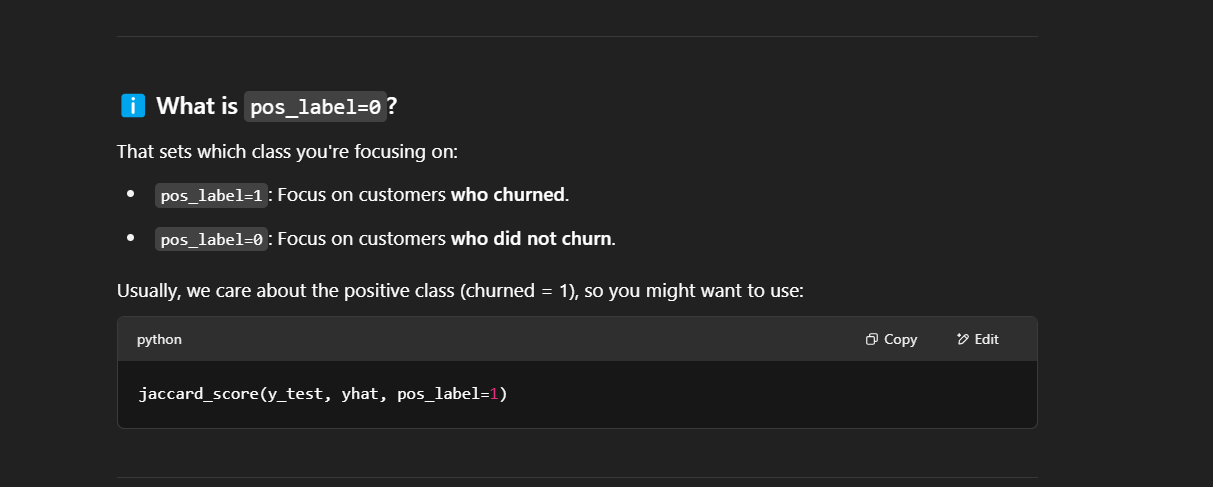 ℹ️ What is pos_label=0?
That sets which class you're focusing on:
• pos_label=1: Focus on customers who churned.
• pos_label=0: Focus on customers who did not churn.
Usually, we care about the positive class (churned = 1), so you might want to use:
python Copy Edit
jaccard_score(y_test, yhat, pos_label=1)